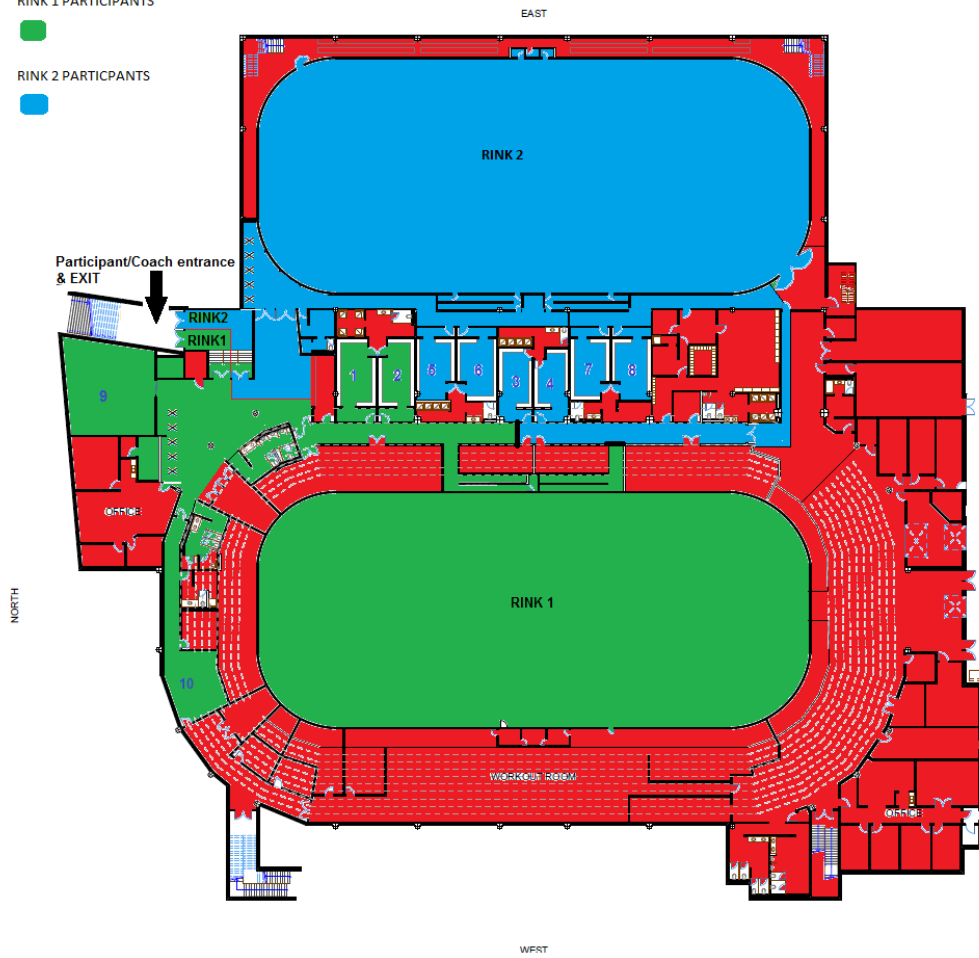 RINK 1 PARTICIPANTS
EAST
RINK 2 PARTICPANTS
RINK 2
Participant/Coach entrance
& EXIT
RINK2
RINK1
1
2
5
6
3
4
7
8
9
OFFICE
RINK 1
NORTH
10
WORKOUT ROOM
OFFICE
WEST